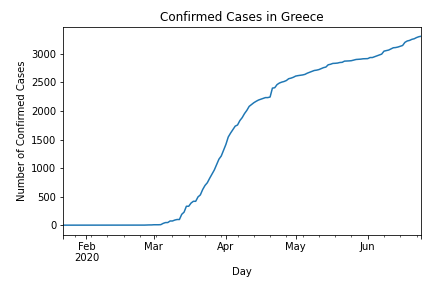 Confirmed Cases in Greece
Number of Confirmed Cases
3000
2500
2000
1500
1000
500
0
Feb
2020
Mar
Apr
May
Jun
Day